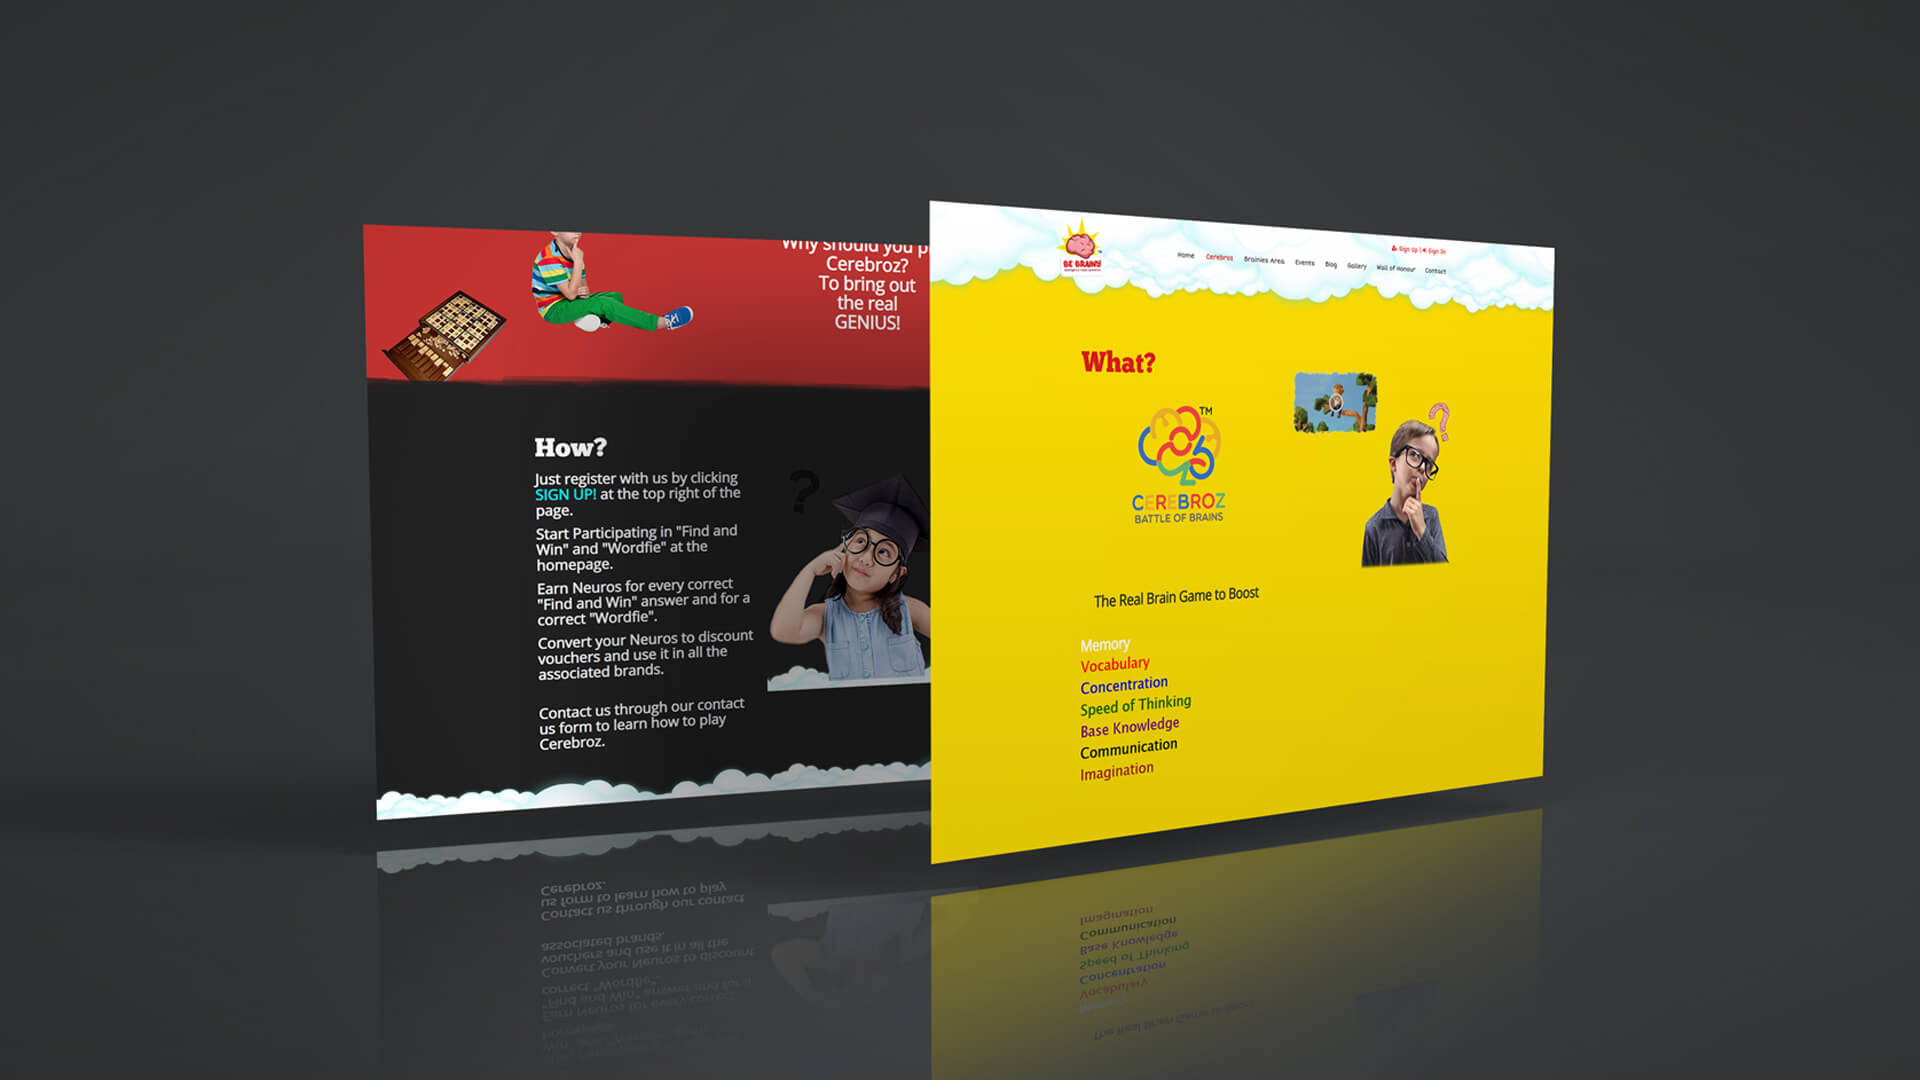 Why should you p
Cerebroz?
To bring out
the real
GENIUS!
How?
Just register with us by clicking
SIGN UP! at the top right of the
page.
Start Participating in "Find and
Win" and "Wordfie" at the
homepage.
Earn Neuros for every correct
"Find and Win" answer and for a
correct "Wordfie".
Convert your Neuros to discount
vouchers and use it in all the
associated brands.
Contact us through our contact
us form to learn how to play
Cerebroz.
BE BRAINY
Sign Up | Sign In
Home Cerebros Brainies Area Events Blog Gallery Wall of Honour Contact
What?
TM
CEREBROZ
BATTLE OF BRAINS
The Real Brain Game to Boost
Memory
Vocabulary
Concentration
Speed of Thinking
Base Knowledge
Communication
Imagination